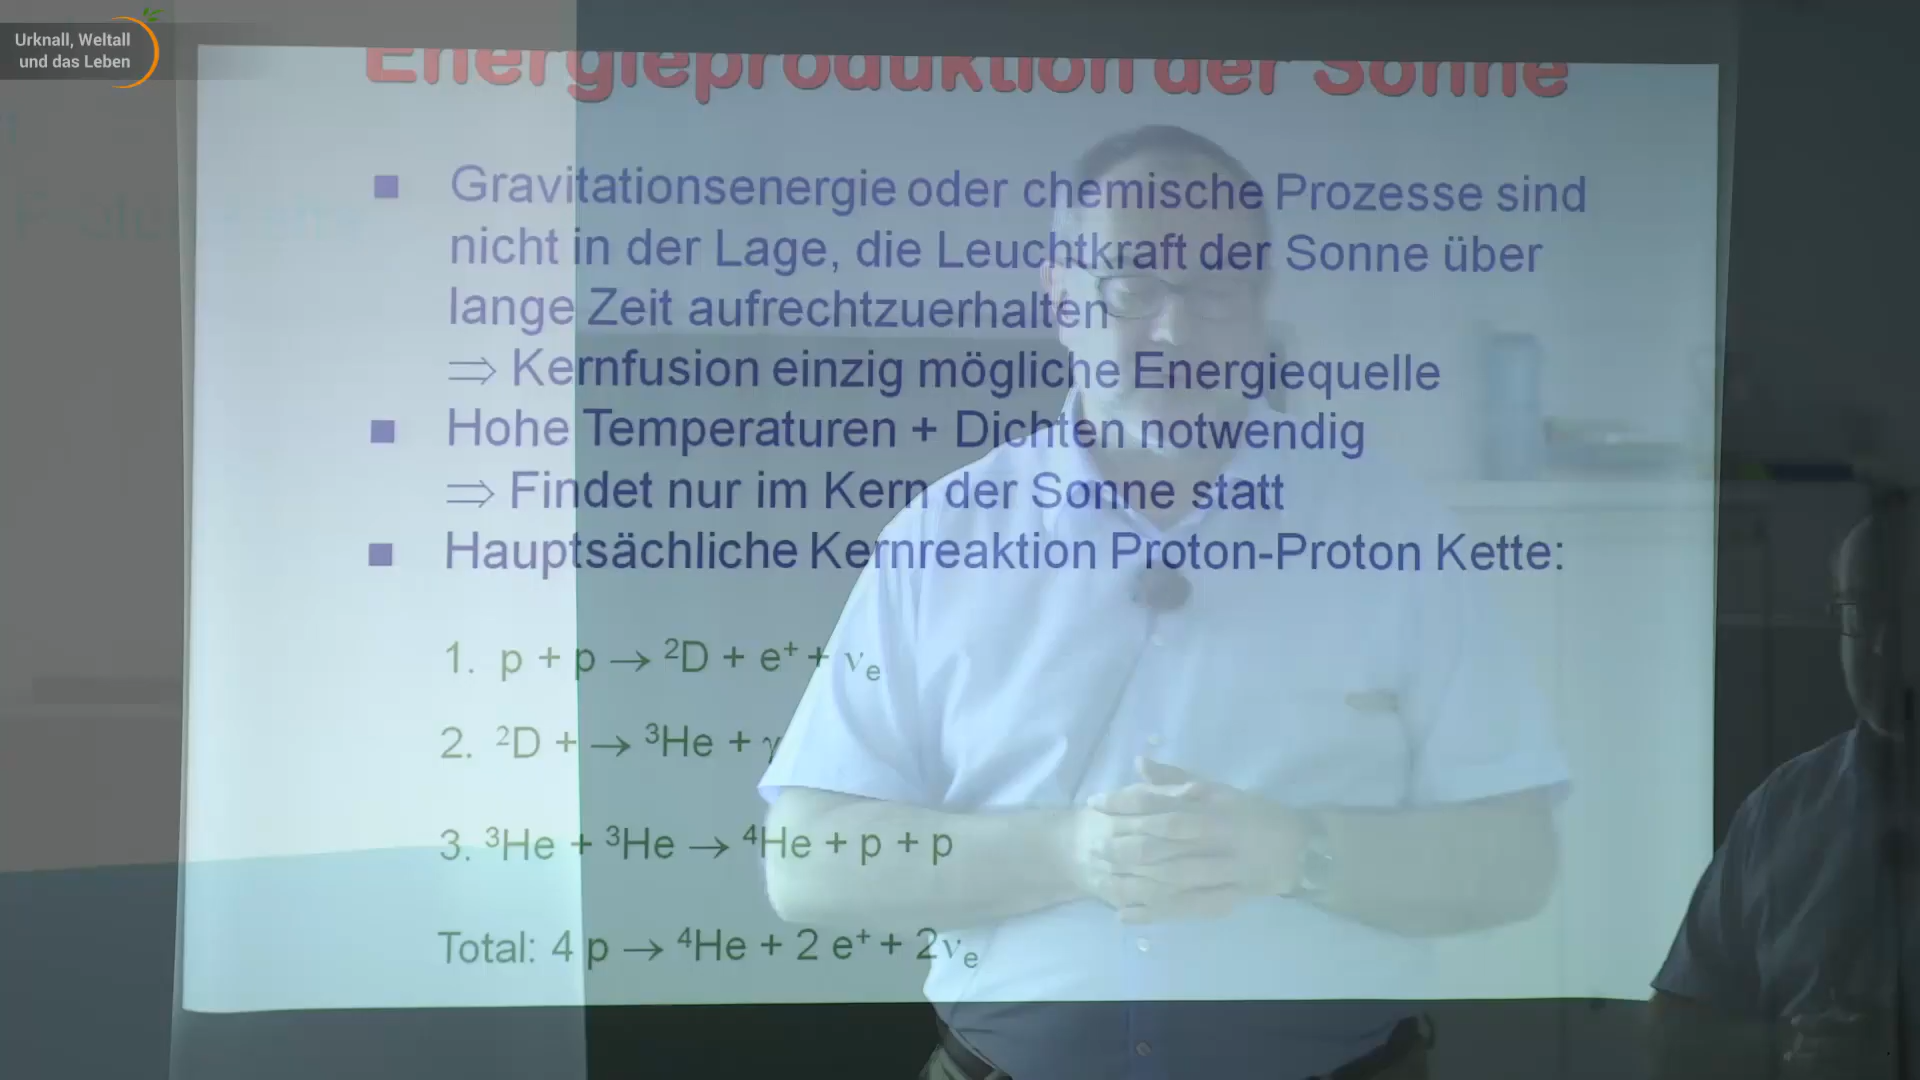 Urknall, Weltall
und das Leben
Energieproduktion der Sonne
■ Gravitationsenergie oder chemische Prozesse sind
nicht in der Lage, die Leuchtkraft der Sonne über
lange Zeit aufrechtzuerhalten
⇒ Kernfusion einzig mögliche Energiequelle
■ Hohe Temperaturen + Dichten notwendig
⇒ Findet nur im Kern der Sonne statt
■ Hauptsächliche Kernreaktion Proton-Proton Kette:
1. p + p → ²D + e⁺ + νₑ
2. ²D + → ³He + γ
3. ³He + ³He → ⁴He + p + p
Total: 4 p → ⁴He + 2 e⁺ + 2νₑ